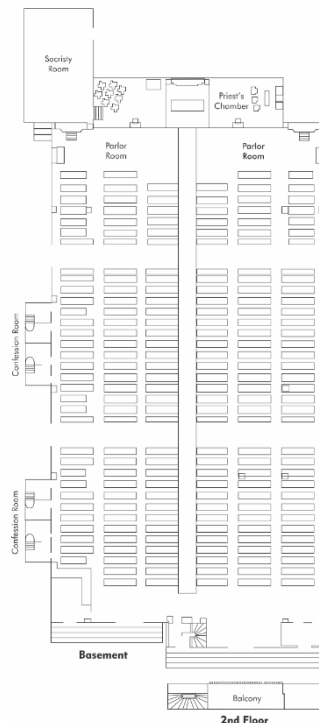 Sacristy
Room
Priest's
Chamber
Parlor
Room
Parlor
Room
Confession Room
Confession Room
Basement
Balcony
2nd Floor